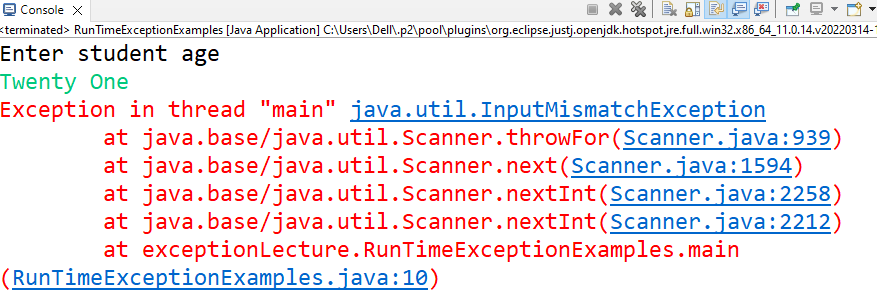 Console
<terminated> RunTimeExceptionExamples [Java Application] C:\Users\Dell\.p2\pool\plugins\org.eclipse.justj.openjdk.hotspot.jre.full.win32.x86_64_11.0.14.v20220314-1
Enter student age
Twenty One
Exception in thread "main" java.util.InputMismatchException
at java.base/java.util.Scanner.throwFor(Scanner.java:939)
at java.base/java.util.Scanner.next(Scanner.java:1594)
at java.base/java.util.Scanner.nextInt(Scanner.java:2258)
at java.base/java.util.Scanner.nextInt(Scanner.java:2212)
at exceptionLecture.RunTimeExceptionExamples.main
(RunTimeExceptionExamples.java:10)